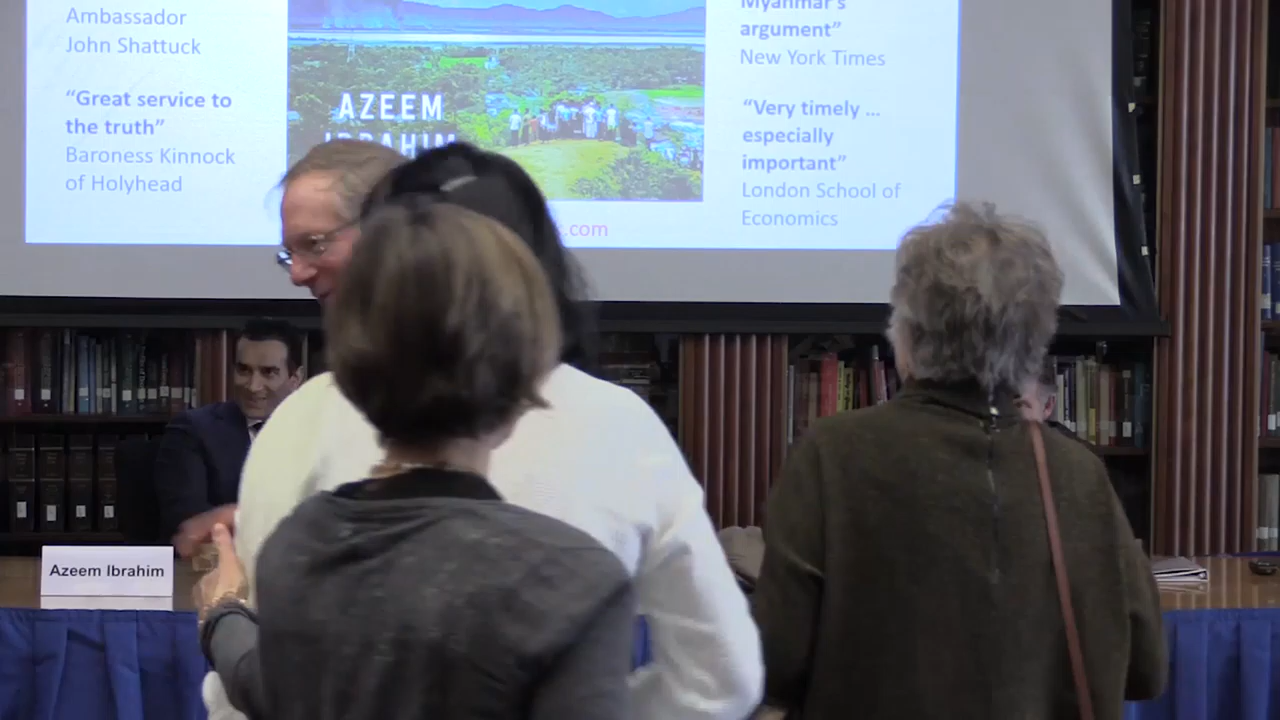 Ambassador
John Shattuck
“Great service to
the truth”
Baroness Kinnock
of Holyhead
AZEEM
IBRAHIM
Myanmar's
argument”
New York Times
“Very timely ...
especially
important”
London School of
Economics
.com
Azeem Ibrahim